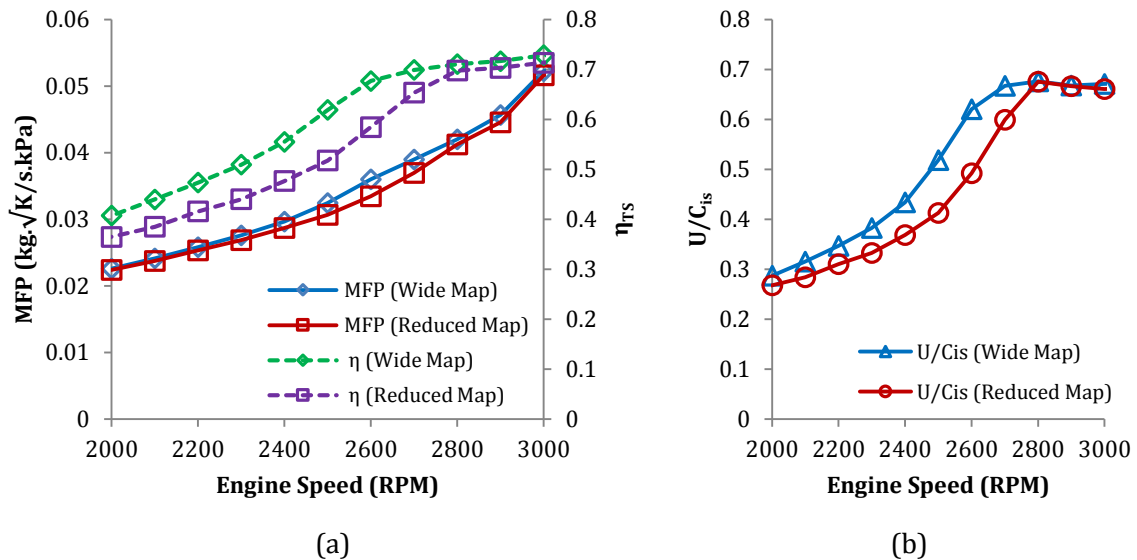 0.06
0.05
0.04
0.03
0.02
0.01
0
MFP (kg.√K/s.kPa)
0.8
0.7
0.6
0.5
0.4
0.3
0.2
0.1
0
ηTS
MFP (Wide Map)
MFP (Reduced Map)
η (Wide Map)
η (Reduced Map)
2000 2200 2400 2600 2800 3000
Engine Speed (RPM)
(a)
0.8
0.7
0.6
0.5
0.4
0.3
0.2
0.1
0
U/Cis
U/Cis (Wide Map)
U/Cis (Reduced Map)
2000 2200 2400 2600 2800 3000
Engine Speed (RPM)
(b)